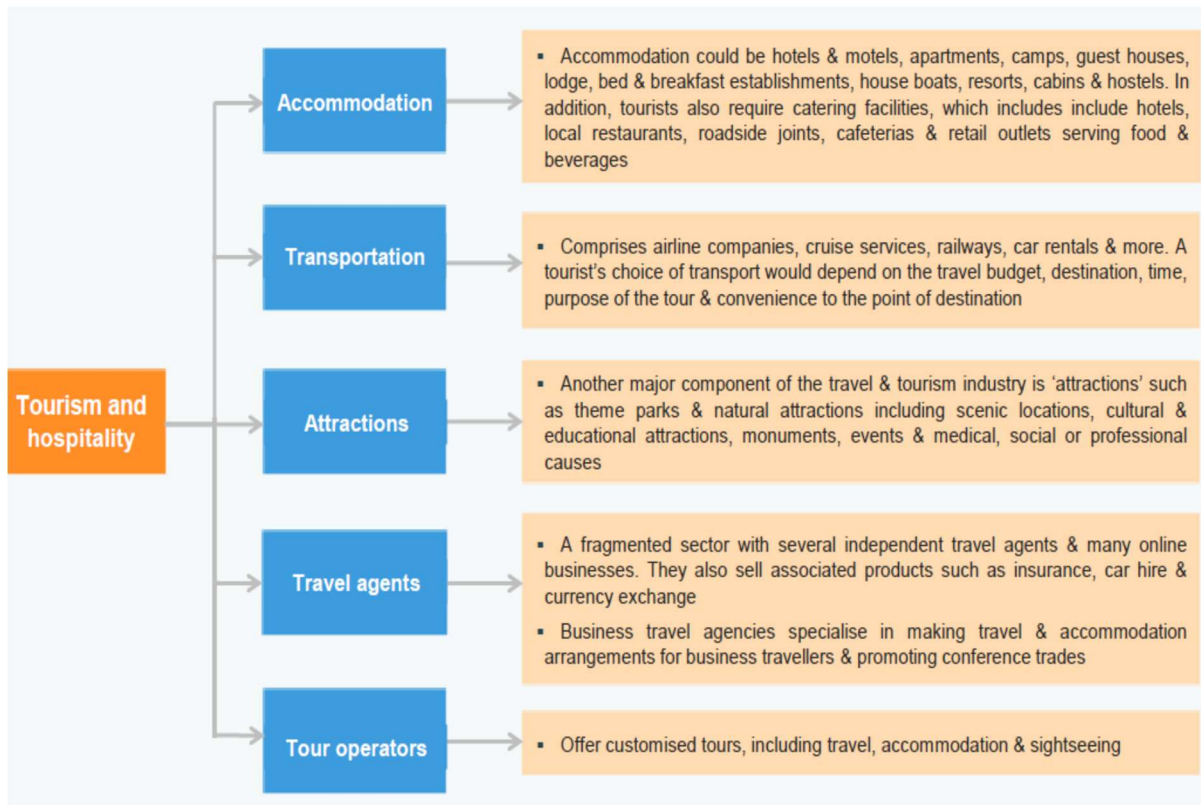 Tourism and
hospitality
Accommodation
▪ Accommodation could be hotels & motels, apartments, camps, guest houses,
lodge, bed & breakfast establishments, house boats, resorts, cabins & hostels. In
addition, tourists also require catering facilities, which includes include hotels,
local restaurants, roadside joints, cafeterias & retail outlets serving food &
beverages
Transportation
▪ Comprises airline companies, cruise services, railways, car rentals & more. A
tourist’s choice of transport would depend on the travel budget, destination, time,
purpose of the tour & convenience to the point of destination
Attractions
▪ Another major component of the travel & tourism industry is ‘attractions’ such
as theme parks & natural attractions including scenic locations, cultural &
educational attractions, monuments, events & medical, social or professional
causes
Travel agents
▪ A fragmented sector with several independent travel agents & many online
businesses. They also sell associated products such as insurance, car hire &
currency exchange
▪ Business travel agencies specialise in making travel & accommodation
arrangements for business travellers & promoting conference trades
Tour operators
▪ Offer customised tours, including travel, accommodation & sightseeing